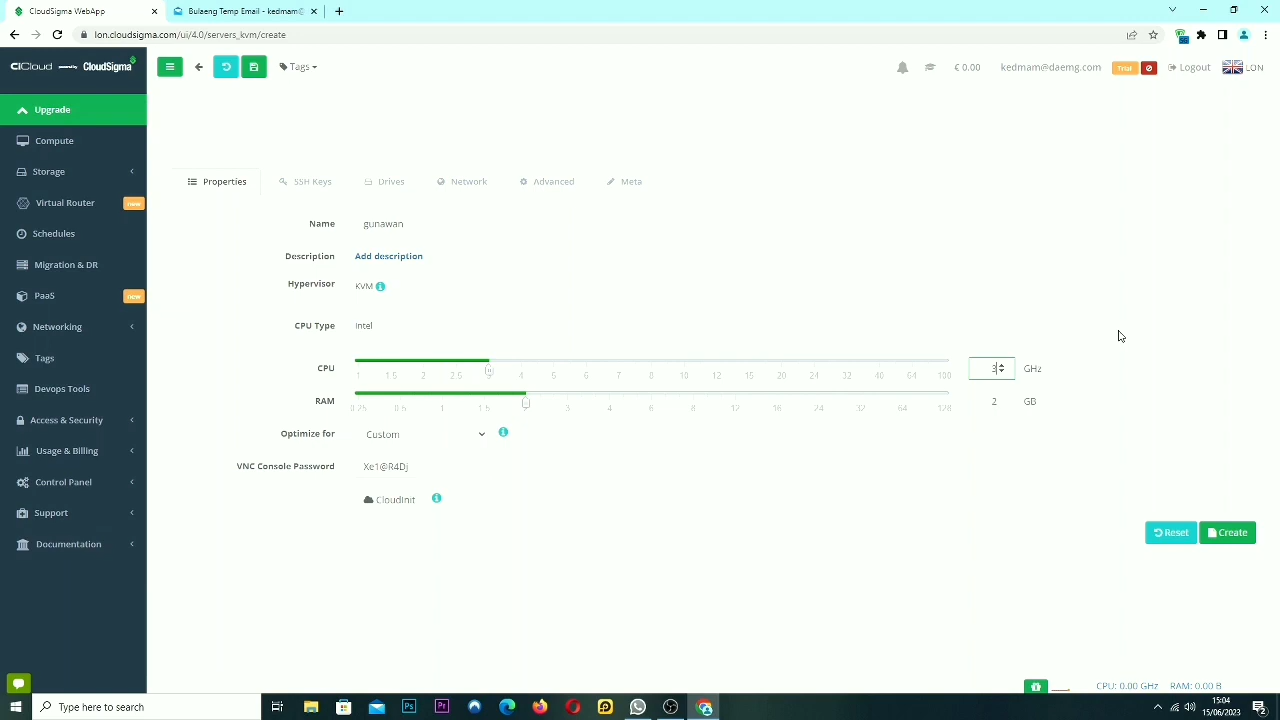 CloudSigma WebApp
Bulaeng Temp Email - kedmam@
lon.cloudsigma.com/ui/4.0/servers_kvm/create
CICloud CloudSigma
Tags
€ 0.00
kedmam@daemg.com
Trial
Logout
LON
Upgrade
Compute
Storage
Virtual Router new
Schedules
Migration & DR
PaaS new
Networking
Tags
Devops Tools
Access & Security
Usage & Billing
Control Panel
Support
Documentation
Properties SSH Keys Drives Network Advanced Meta
Name gunawan
Description Add description
Hypervisor KVM
CPU Type Intel
CPU 3 GHz
1 1.5 2 2.5 3 4 5 6 7 8 10 12 14 16 18 20 24 32 40 64 100
RAM 2 GB
0.25 0.5 1 1.5 2 3 4 6 8 12 16 24 32 64 128
Optimize for Custom
VNC Console Password Xe1@R4Dj
CloudInit
Reset Create
CPU: 0.00 GHz RAM: 0.00 B
Type here to search
15:04
15/06/2023